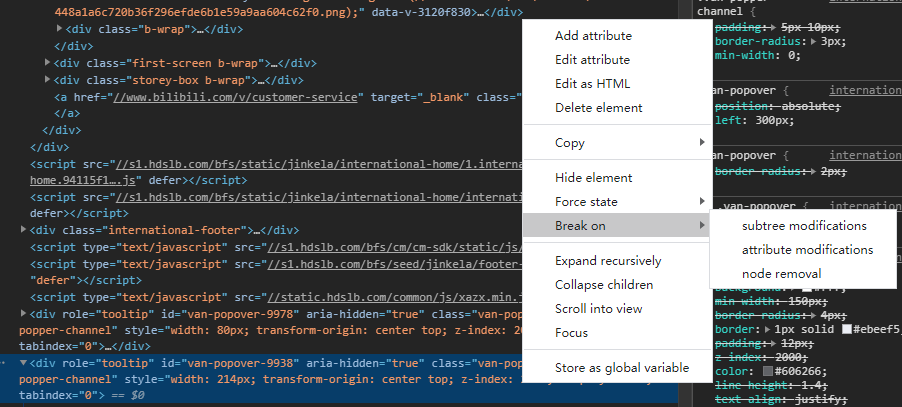 448a1a6c720b36f296efde6b1e59a9aa604c62f0.png);" data-v-3120f830>…</div>
<div class="b-wrap">…</div>
</div>
<div class="first-screen b-wrap">…</div>
<div class="storey-box b-wrap">…</div>
<a href="//www.bilibili.com/v/customer-service" target="_blank" class="
</a>
</div>
</div>
<script src="//s1.hdslb.com/bfs/static/jinkela/international-home/1.inter
home.94115f1….js" defer></script>
<script src="//s1.hdslb.com/bfs/static/jinkela/international-home/internat
defer></script>
<div class="international-footer">…</div>
<script type="text/javascript" src="//s1.hdslb.com/bfs/cm/cm-sdk/static/js/
<script type="text/javascript" src="//s1.hdslb.com/bfs/seed/jinkela/footer-
"defer"></script>
<script type="text/javascript" src="//static.hdslb.com/common/js/xazx.min.j
<div role="tooltip" id="van-popover-9978" aria-hidden="true" class="van-pop
popper-channel" style="width: 80px; transform-origin: center top; z-index: 20
tabindex="0">…</div>
<div role="tooltip" id="van-popover-9938" aria-hidden="true" class="van-pop
popper-channel" style="width: 214px; transform-origin: center top; z-index:
tabindex="0"> == $0
Add attribute
Edit attribute
Edit as HTML
Delete element
Copy
Hide element
Force state
Break on
Expand recursively
Collapse children
Scroll into view
Focus
Store as global variable
subtree modifications
attribute modifications
node removal
channel {
padding: 5px 10px;
border-radius: 3px;
min-width: 0;
an-popover { internation
position: absolute;
left: 300px;
an-popover { internation
border-radius: 2px;
.van-popover { internation
background:
min-width: 150px;
border-radius: 4px;
border: 1px solid #ebeef5
padding: 12px;
z-index: 2000;
color: #606266;
line-height: 1.4;
text-align: justify;